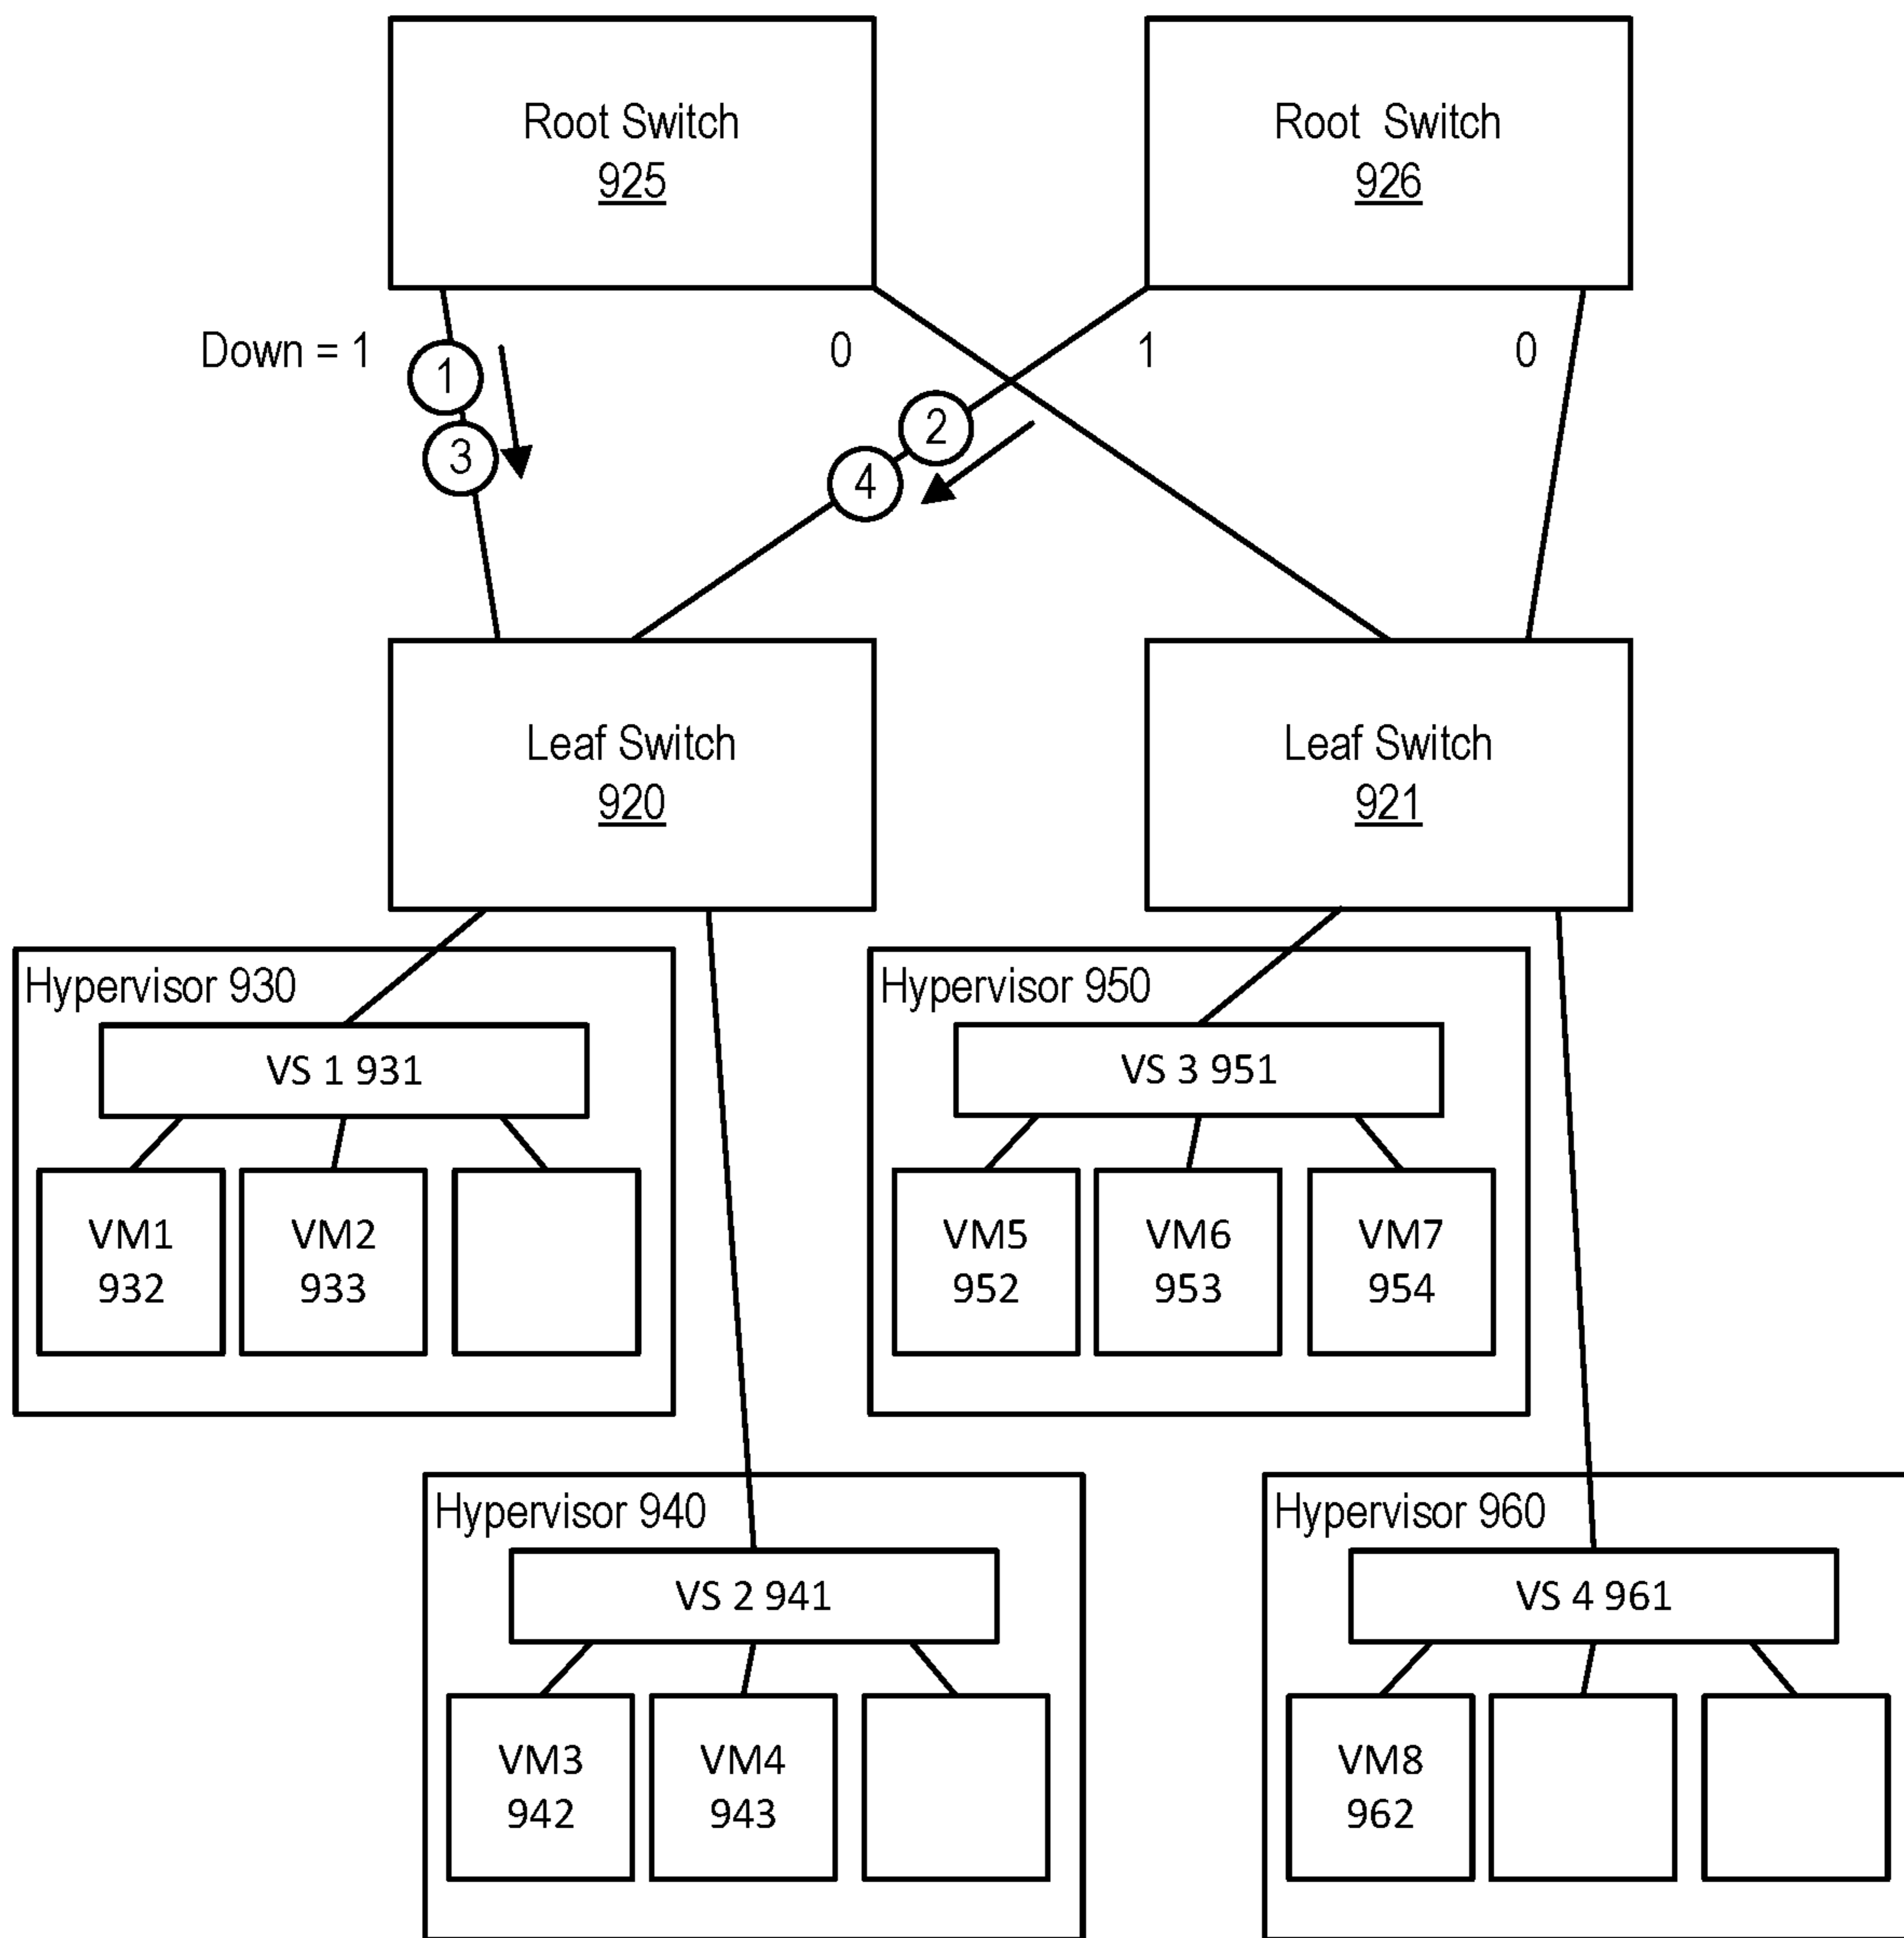 Root Switch
925
Root Switch
926
Down = 1
0
1
0
1
2
3
4
Leaf Switch
920
Leaf Switch
921
Hypervisor 930
VS 1 931
VM1
932
VM2
933
Hypervisor 950
VS 3 951
VM5
952
VM6
953
VM7
954
Hypervisor 940
VS 2 941
VM3
942
VM4
943
Hypervisor 960
VS 4 961
VM8
962